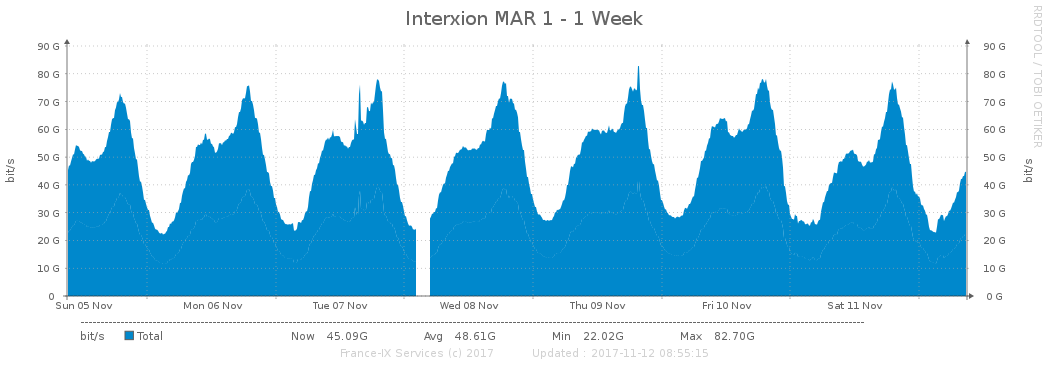 Interxion MAR 1 - 1 Week
RRDTOOL / TOBI OETIKER
bit/s
90 G 90 G
80 G 80 G
70 G 70 G
60 G 60 G
50 G 50 G
40 G 40 G
30 G 30 G
20 G 20 G
10 G 10 G
0 0 G
bit/s
Sun 05 Nov Mon 06 Nov Tue 07 Nov Wed 08 Nov Thu 09 Nov Fri 10 Nov Sat 11 Nov
bit/s Total Now 45.09G Avg 48.61G Min 22.02G Max 82.70G
France-IX Services (c) 2017 Updated : 2017-11-12 08:55:15